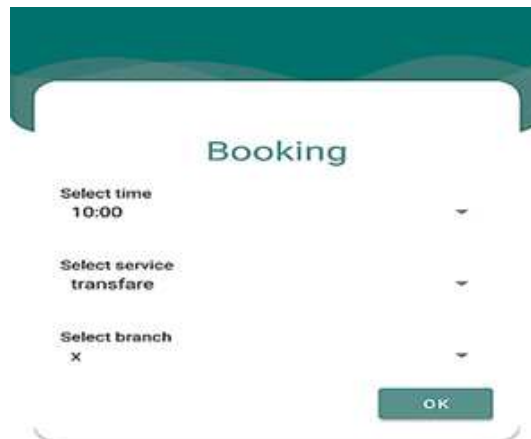 Booking
Select time
10:00
Select service
transfare
Select branch
x
OK